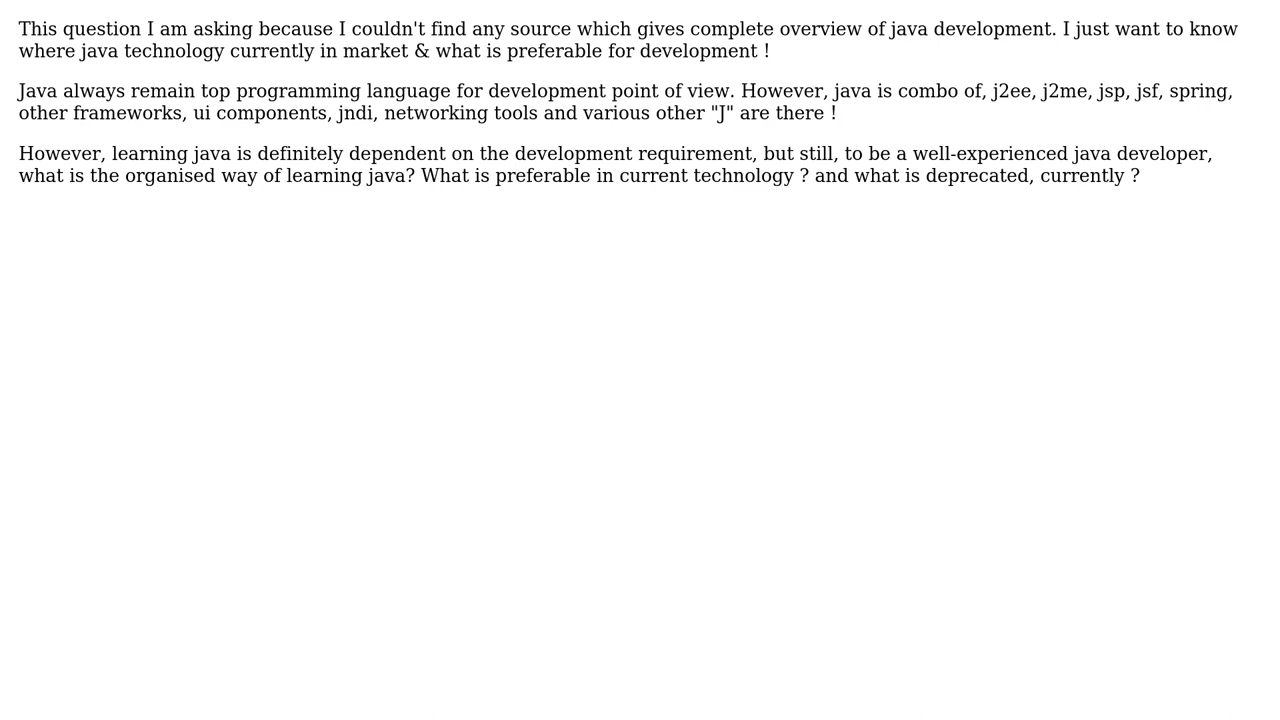 This question I am asking because I couldn't find any source which gives complete overview of java development. I just want to know
where java technology currently in market & what is preferable for development !
Java always remain top programming language for development point of view. However, java is combo of, j2ee, j2me, jsp, jsf, spring,
other frameworks, ui components, jndi, networking tools and various other "J" are there !
However, learning java is definitely dependent on the development requirement, but still, to be a well-experienced java developer,
what is the organised way of learning java? What is preferable in current technology ? and what is deprecated, currently ?